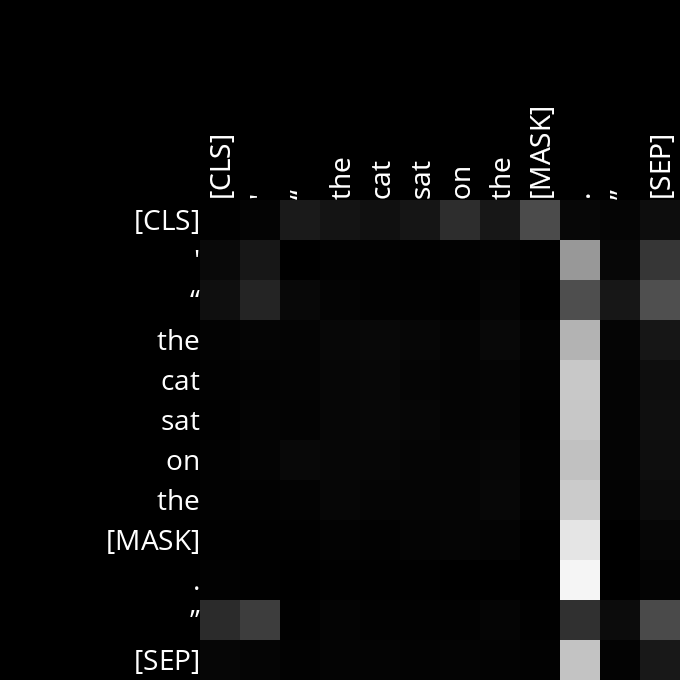 [CLS] ' “ the cat sat on the [MASK] . ” [SEP]
[CLS]
'
“
the
cat
sat
on
the
[MASK]
.
”
[SEP]